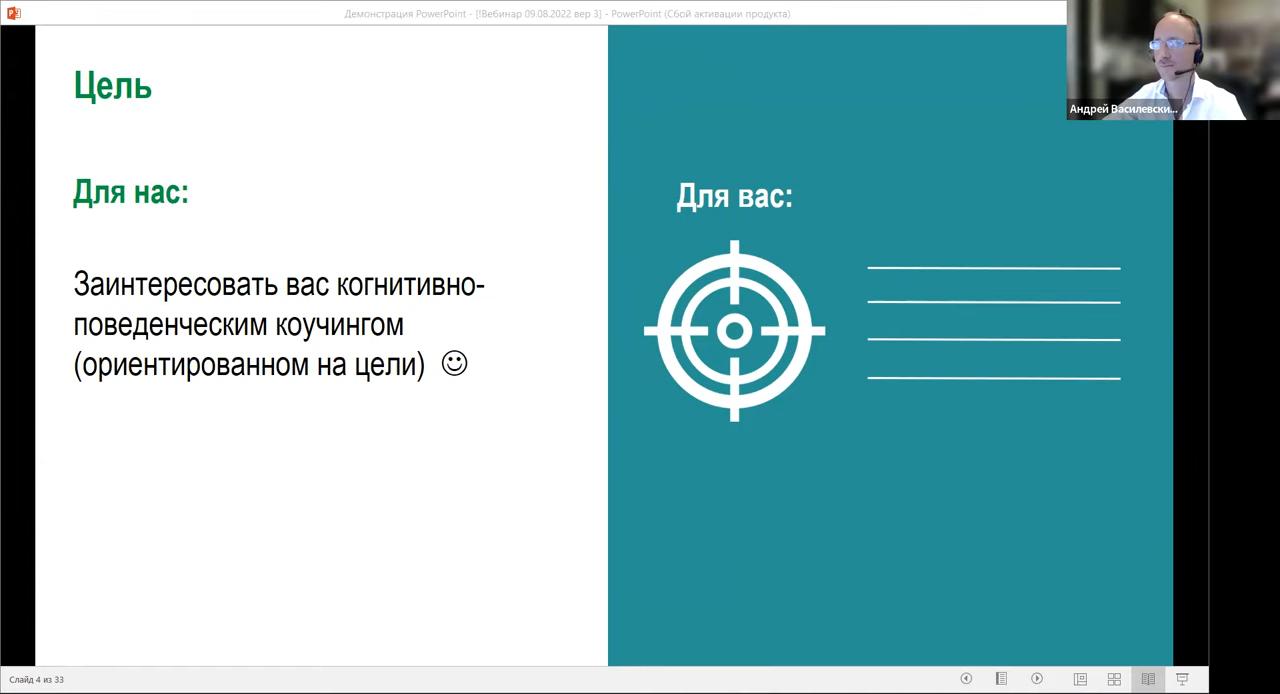 Демонстрация PowerPoint - [!Вебинар 09.08.2022 вер 3] - PowerPoint (Сбой активации продукта)
Андрей Васильевски...
Цель
Для нас:
Заинтересовать вас когнитивно-
поведенческим коучингом
(ориентированном на цели) ☺
Для вас:
Слайд 4 из 33